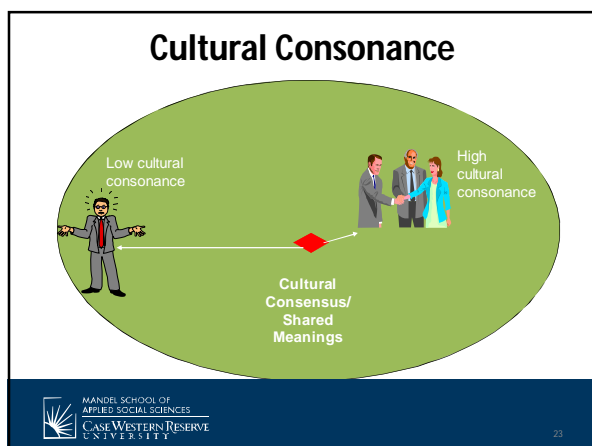 Cultural Consonance
Low cultural
consonance
High
cultural
consonance
Cultural
Consensus/
Shared
Meanings
MANDEL SCHOOL OF
APPLIED SOCIAL SCIENCES
CASE WESTERN RESERVE
UNIVERSITY
23